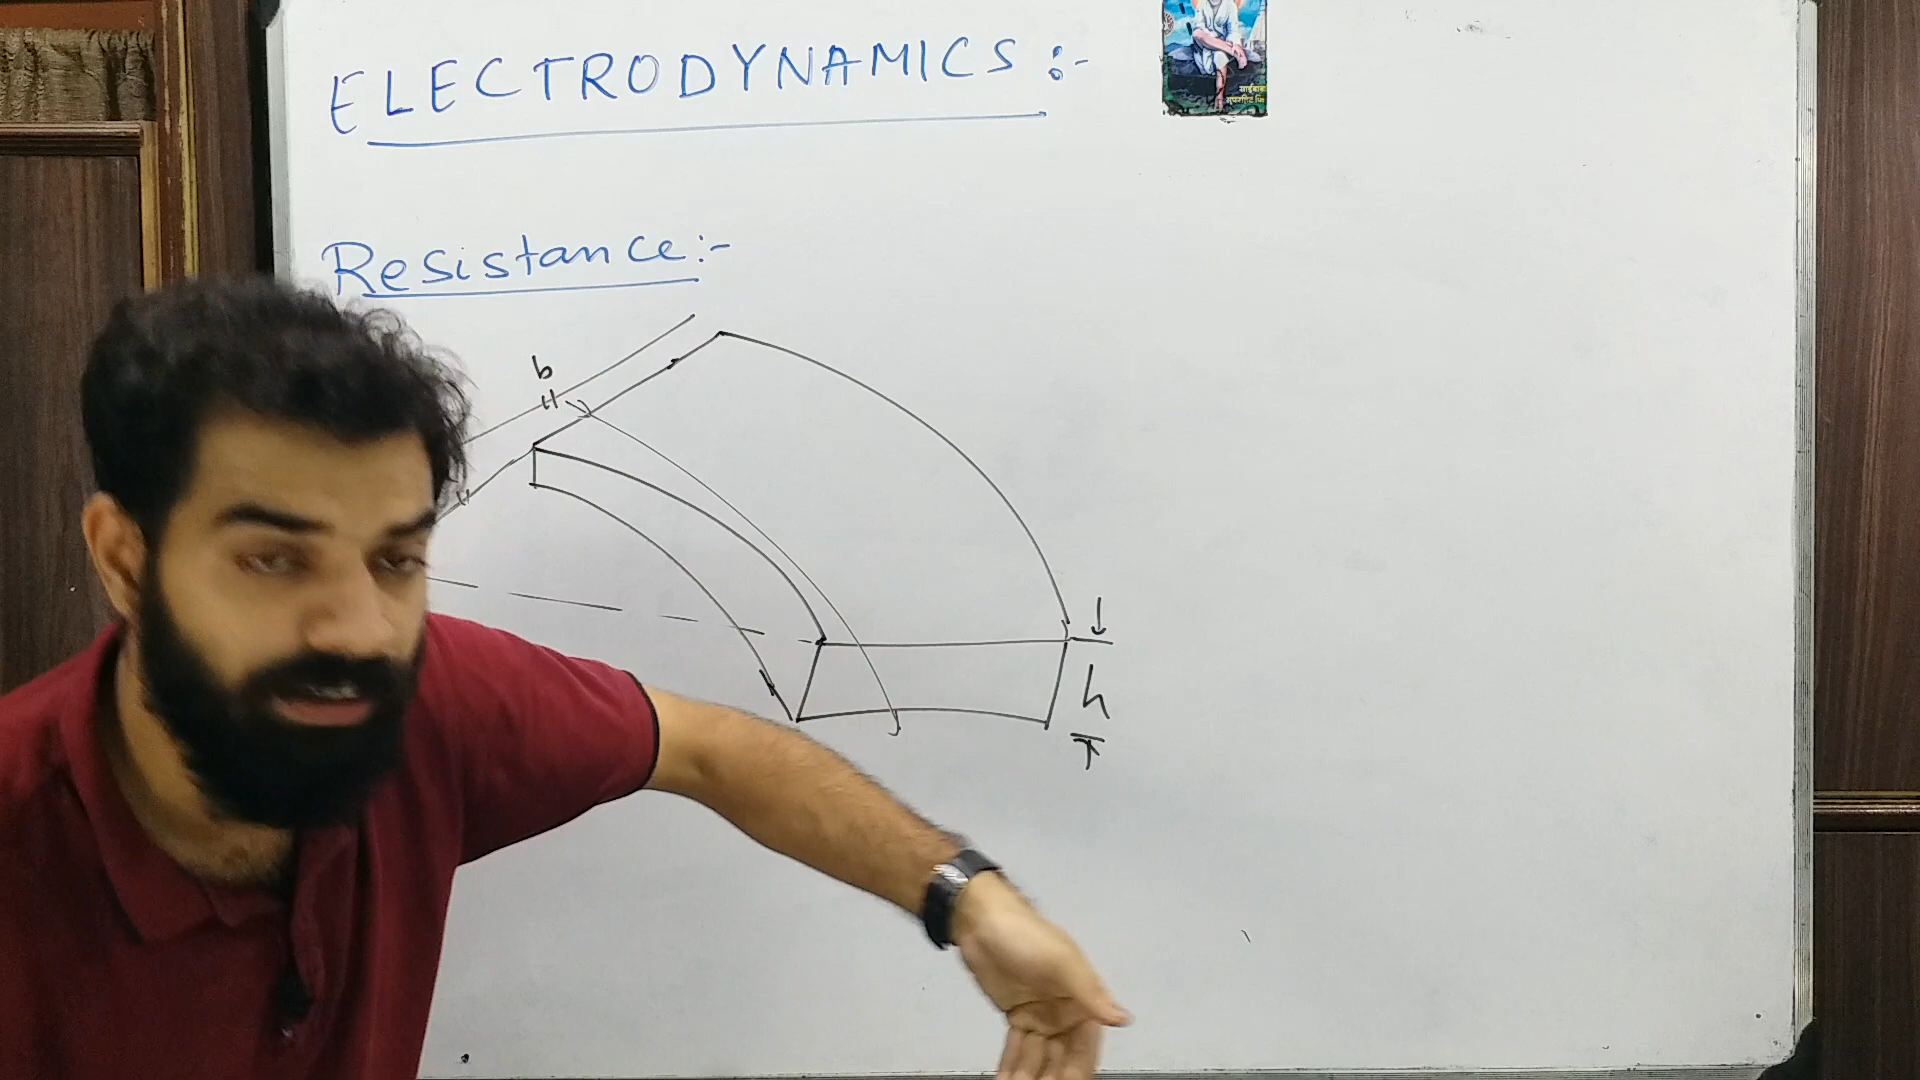 ELECTRODYNAMICS :-
Resistance :-
b
h